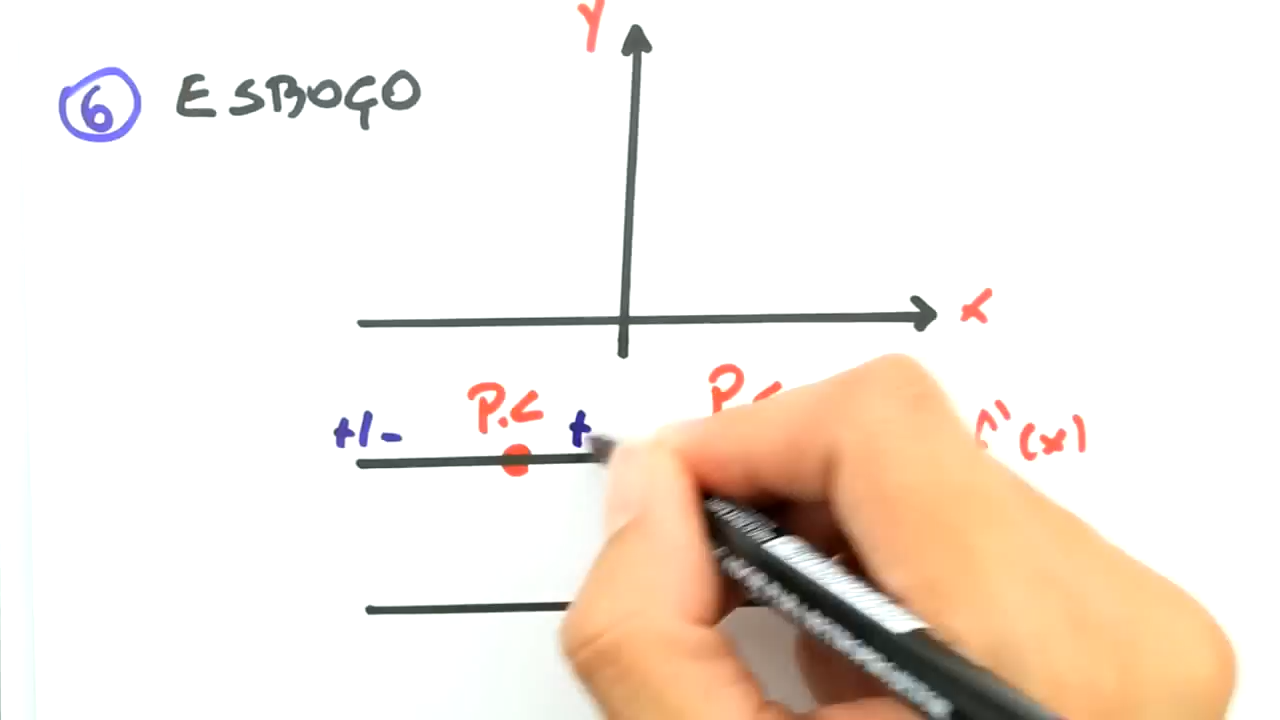 y
6 ESBOÇO
x
P.C P.C
+/- + f'(x)